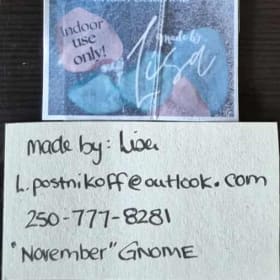 Indoor
use
only!
made by:
Lisa
made by: Lisa
L.postnikoff@outlook.com
250-777-8281
"November" GNOME